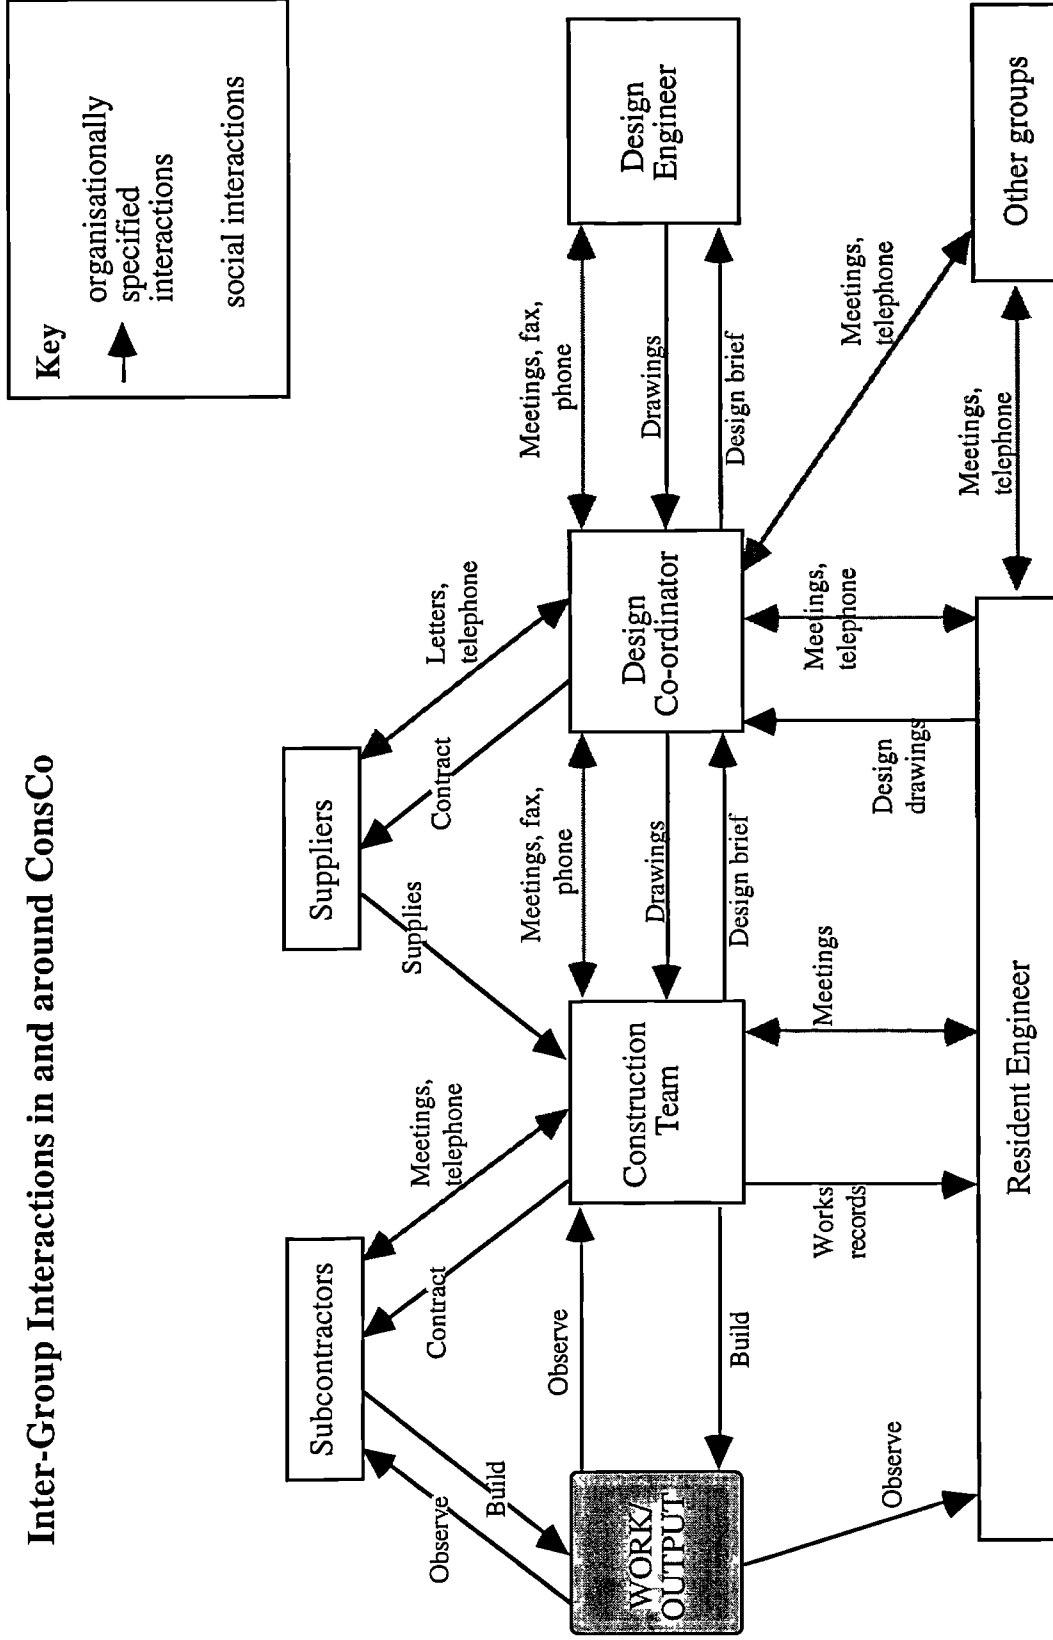 Inter-Group Interactions in and around ConsCo
Key
organisationally
specified
interactions
social interactions
Subcontractors
Suppliers
Observe
Build
Contract
Meetings,
telephone
Supplies
Contract
Letters,
telephone
WORK/
OUTPUT
Observe
Build
Construction
Team
Meetings, fax,
phone
Drawings
Design brief
Design
Co-ordinator
Meetings, fax,
phone
Drawings
Design brief
Design
Engineer
Observe
Works
records
Meetings
Design
drawings
Meetings,
telephone
Meetings,
telephone
Resident Engineer
Meetings,
telephone
Other groups